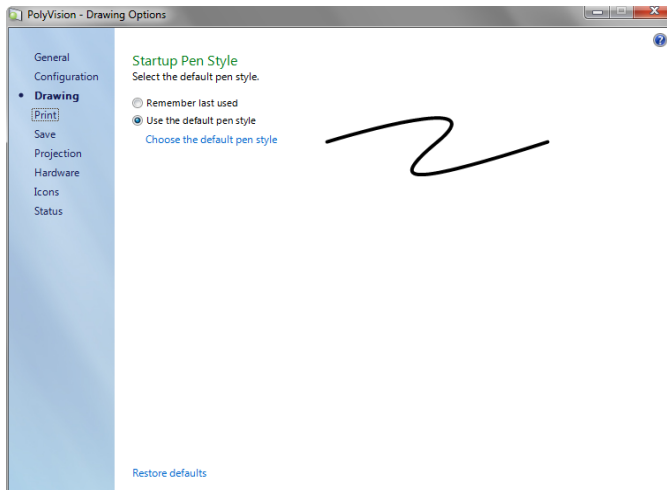 PolyVision - Drawing Options
General
Configuration
Drawing
Print
Save
Projection
Hardware
Icons
Status
Startup Pen Style
Select the default pen style.
Remember last used
Use the default pen style
Choose the default pen style
Restore defaults